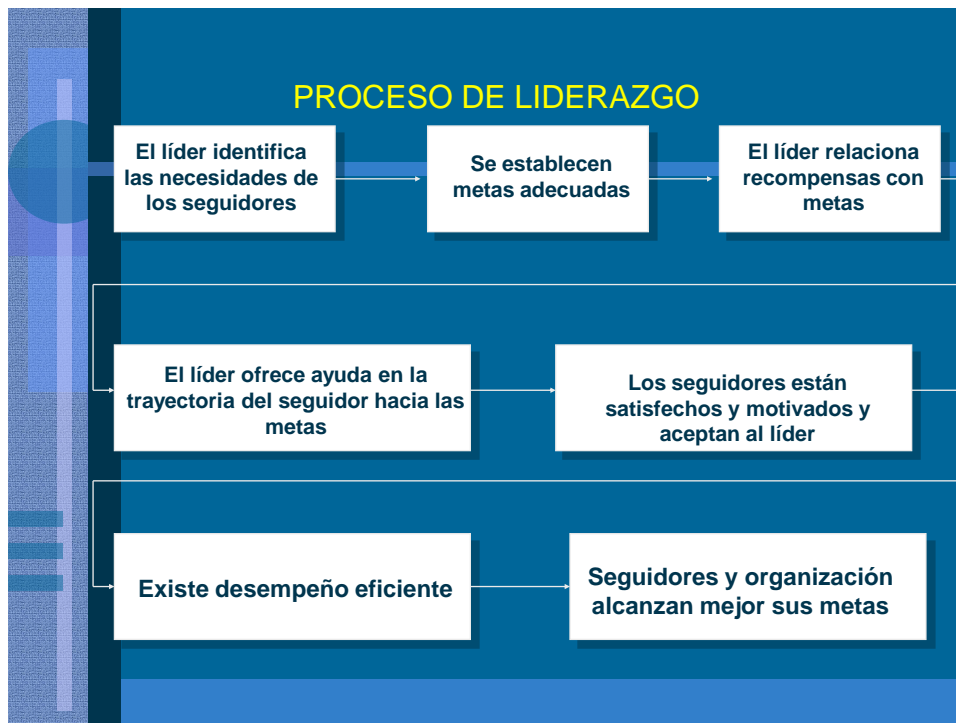 PROCESO DE LIDERAZGO
El líder identifica
las necesidades de
los seguidores
Se establecen
metas adecuadas
El líder relaciona
recompensas con
metas
El líder ofrece ayuda en la
trayectoria del seguidor hacia las
metas
Los seguidores están
satisfechos y motivados y
aceptan al líder
Existe desempeño eficiente
Seguidores y organización
alcanzan mejor sus metas